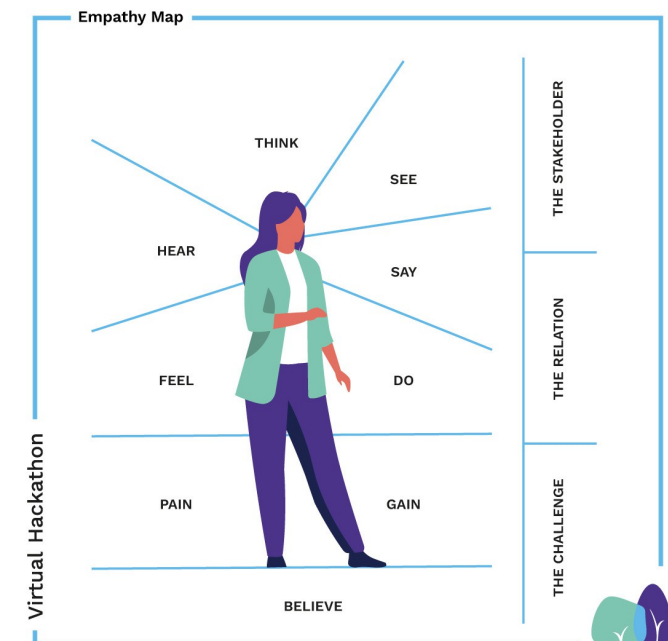 Empathy Map
THINK
SEE
HEAR
SAY
FEEL
DO
PAIN
GAIN
BELIEVE
THE STAKEHOLDER
THE RELATION
THE CHALLENGE
Virtual Hackathon